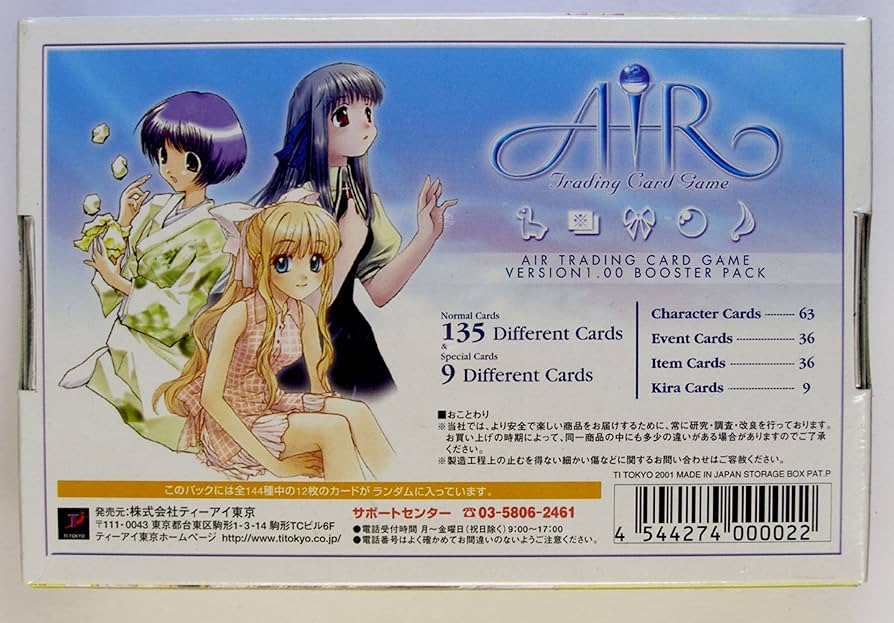 AIR
Trading Card Game
AIR TRADING CARD GAME
VERSION1.00 BOOSTER PACK
Normal Cards
135 Different Cards
&
Special Cards
9 Different Cards
Character Cards ---------- 63
Event Cards ---------------- 36
Item Cards ----------------- 36
Kira Cards ------------------ 9
■おことわり
※当社では、より安全で楽しい商品をお届けするために、常に研究・調査・改良を行っております。
お買い上げの時期によって、同一商品の中にも多少の違いがある場合がありますのでご了承
ください。
※製造工程上の止むを得ない細かい傷などに関するお問い合わせはご容赦ください。
TI TOKYO 2001 MADE IN JAPAN STORAGE BOX PAT.P
このパックには全144種中の12枚のカードが ランダムに入っています。
TI TOKYO
発売元：株式会社ティーアイ東京
〒111-0043 東京都台東区駒形1-3-14 駒形TCビル6F
ティーアイ東京ホームページ http://www.titokyo.co.jp/
サポートセンター ☎03-5806-2461
●電話受付時間 月〜金曜日(祝日除く) 9:00〜17:00
●電話番号はよく確かめてお間違いのないようご注意ください。
4 544274 000022